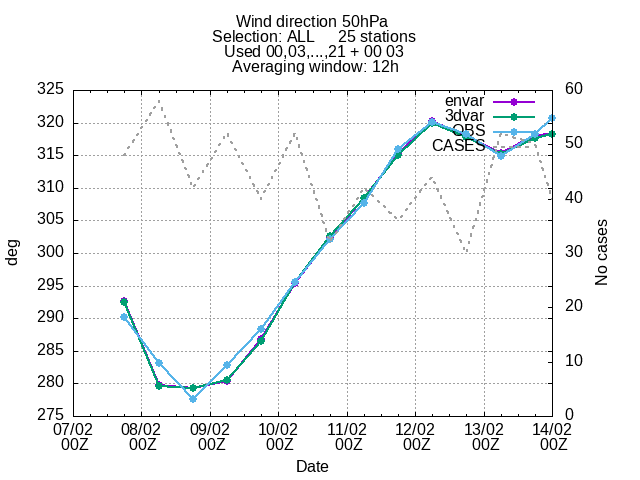 Wind direction 50hPa
Selection: ALL 25 stations
Used 00,03,...,21 + 00 03
Averaging window: 12h
325 60
envar
3dvar
320
OBS
CASES
50
315
310
40
305
300 30
295
290 20
285
10
280
275 0
07/02 08/02 09/02 10/02 11/02 12/02 13/02 14/02
00Z 00Z 00Z 00Z 00Z 00Z 00Z 00Z
deg
No cases
Date